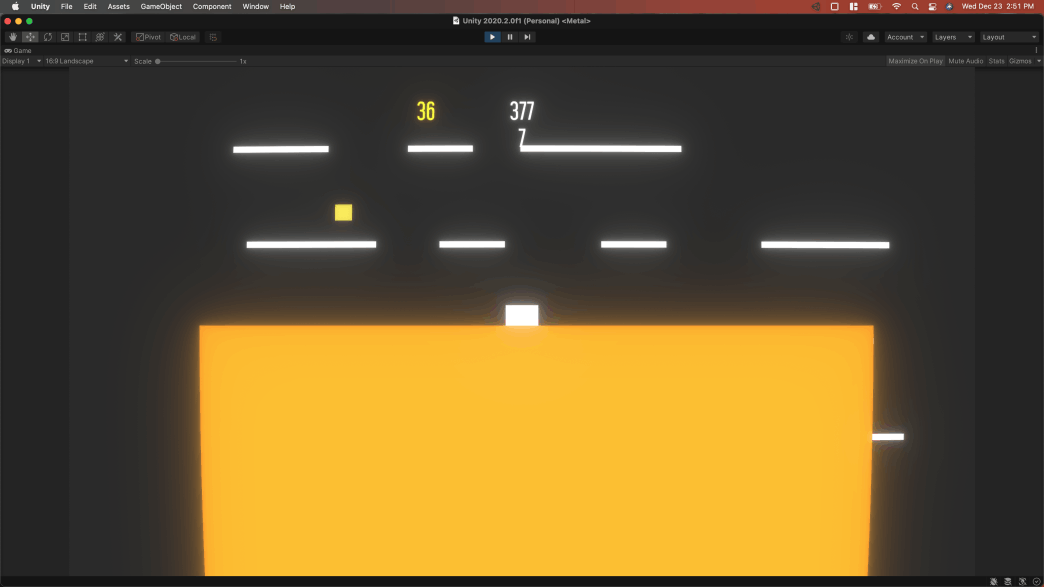 Unity File Edit Assets GameObject Component Window Help Wed Dec 23 2:51 PM
Unity 2020.2.0f1 (Personal) <Metal>
Pivot Local Account Layers Layout
Game
Display 1 16:9 Landscape Scale 1x Maximize On Play Mute Audio Stats Gizmos
36 377
7